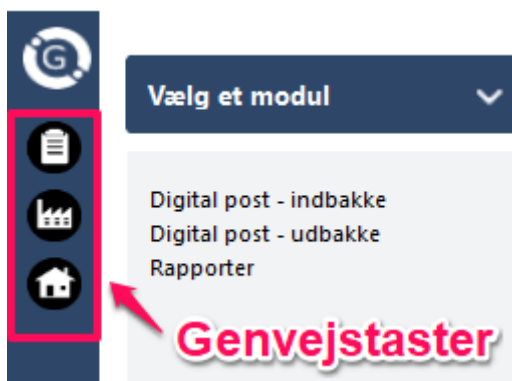 G
Vælg et modul
Digital post - indbakke
Digital post - udbakke
Rapporter
Genvejstaster